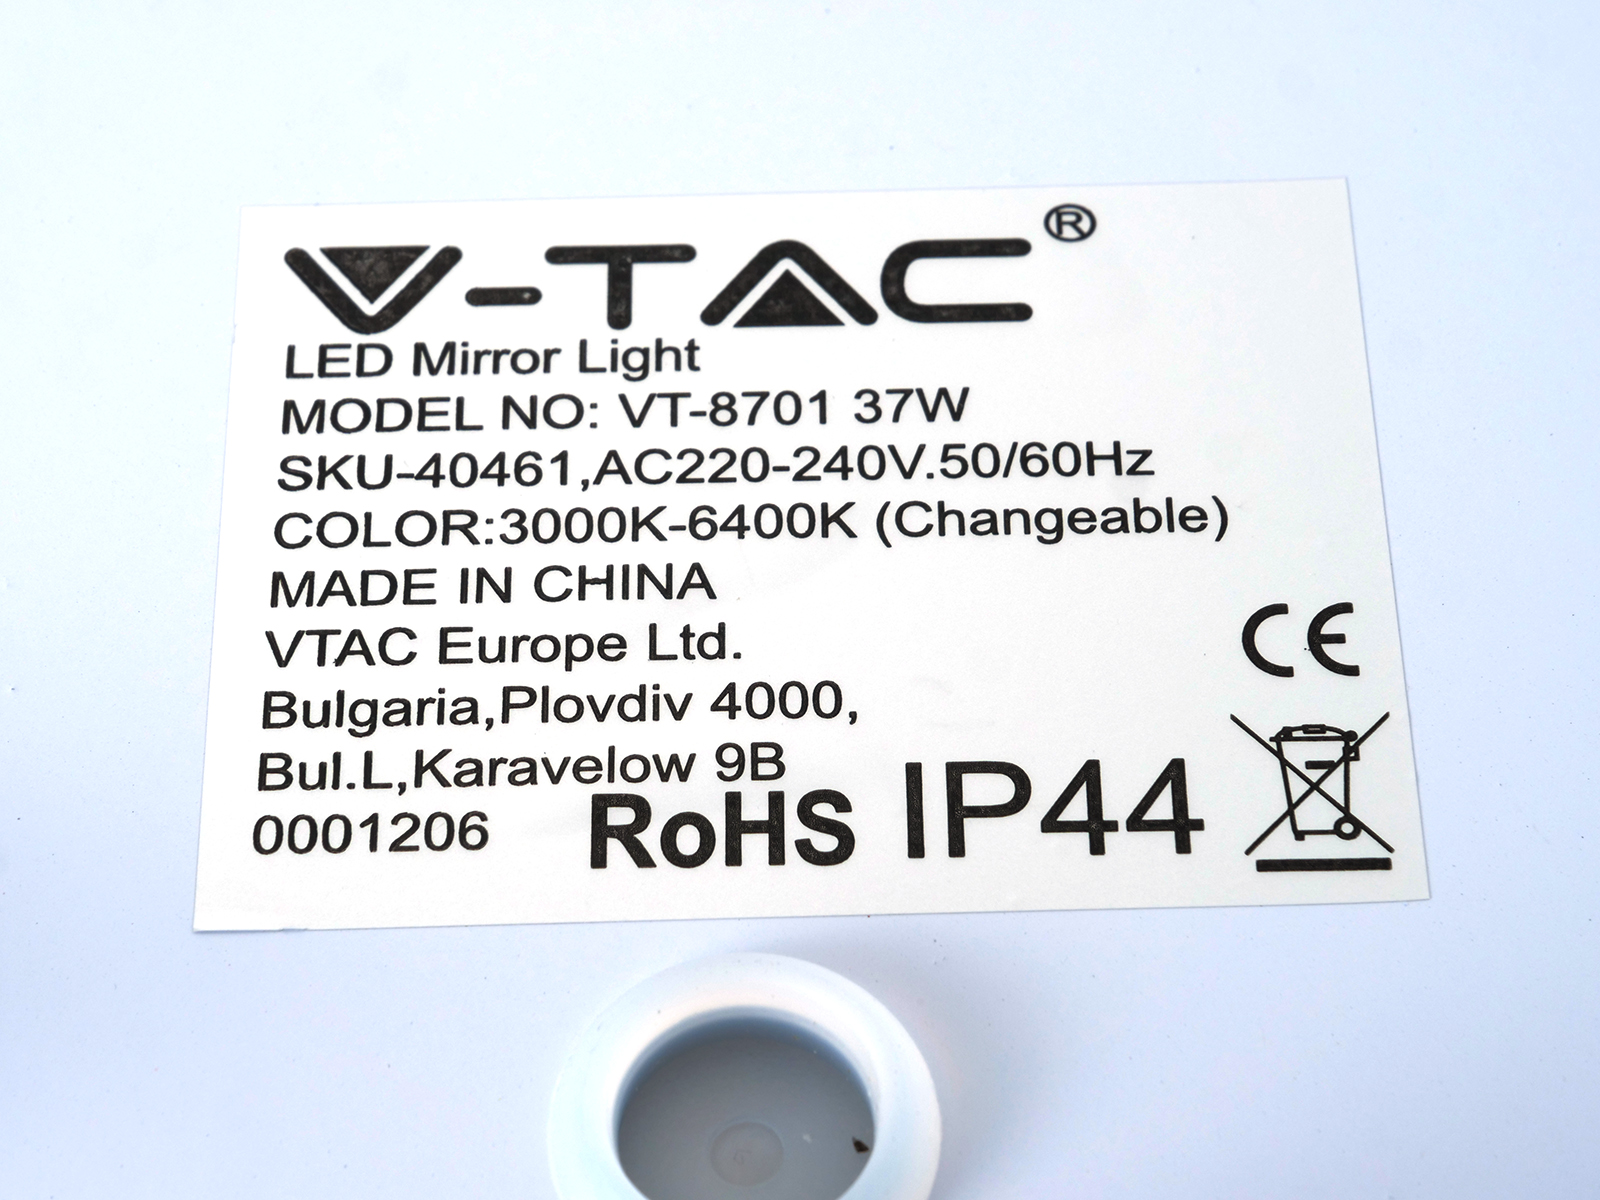 V-TAC®
LED Mirror Light
MODEL NO: VT-8701 37W
SKU-40461,AC220-240V.50/60Hz
COLOR:3000K-6400K (Changeable)
MADE IN CHINA
VTAC Europe Ltd.
Bulgaria,Plovdiv 4000,
Bul.L,Karavelow 9B
0001206 RoHS IP44
CE